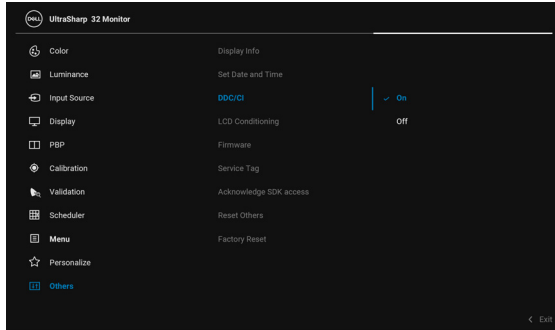 DELL UltraSharp 32 Monitor
Color
Luminance
Input Source
Display
PBP
Calibration
Validation
Scheduler
Menu
Personalize
Others
Display Info
Set Date and Time
DDC/CI
LCD Conditioning
Firmware
Service Tag
Acknowledge SDK access
Reset Others
Factory Reset
On
Off
Exit